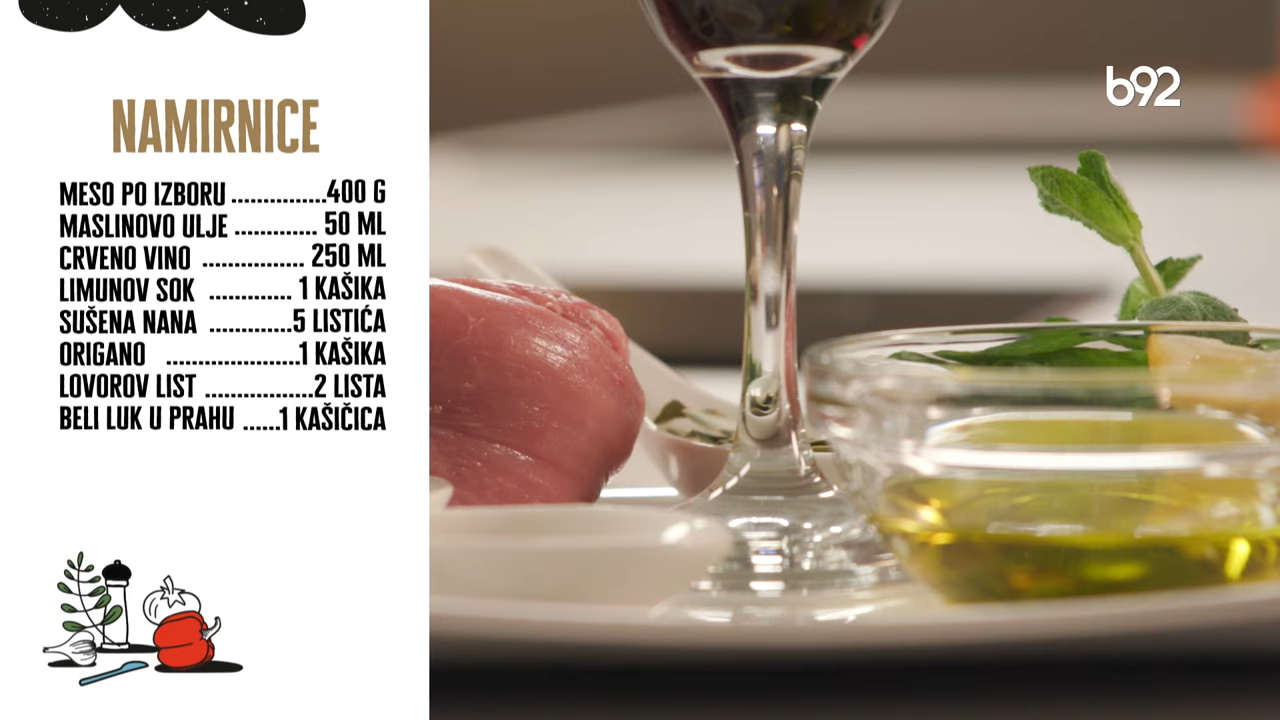 NAMIRNICE
MESO PO IZBORU ...............400 G
MASLINOVO ULJE ............. 50 ML
CRVENO VINO ................ 250 ML
LIMUNOV SOK ............. 1 KAŠIKA
SUŠENA NANA .............5 LISTIĆA
ORIGANO .....................1 KAŠIKA
LOVOROV LIST .................2 LISTA
BELI LUK U PRAHU ......1 KAŠIČICA
b92